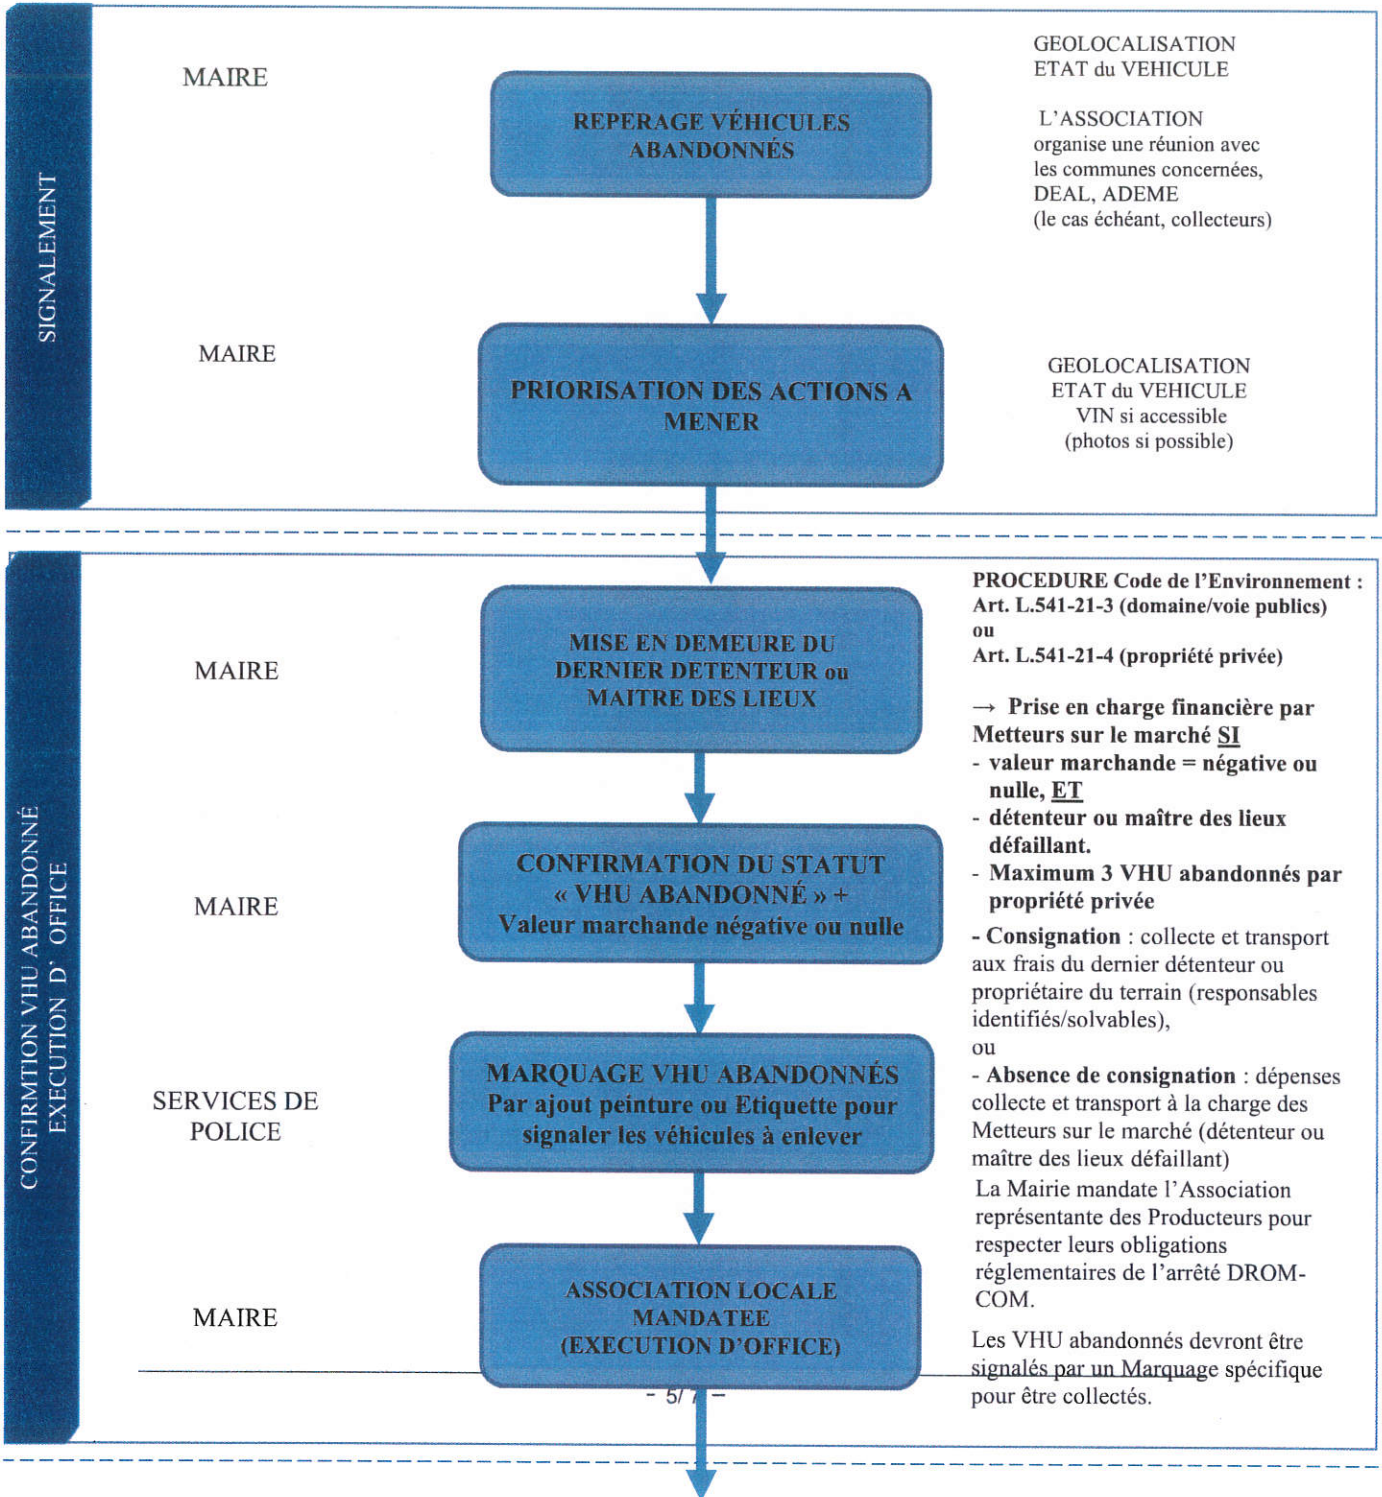 SIGNALEMENT
MAIRE
REPERAGE VÉHICULES
ABANDONNÉS
GEOLOCALISATION
ETAT du VEHICULE
L'ASSOCIATION
organise une réunion avec
les communes concernées,
DEAL, ADEME
(le cas échéant, collecteurs)
MAIRE
PRIORISATION DES ACTIONS A
MENER
GEOLOCALISATION
ETAT du VEHICULE
VIN si accessible
(photos si possible)
CONFIRMTION VHU ABANDONNÉ
EXECUTION D' OFFICE
MAIRE
MISE EN DEMEURE DU
DERNIER DETENTEUR ou
MAITRE DES LIEUX
MAIRE
CONFIRMATION DU STATUT
« VHU ABANDONNÉ » +
Valeur marchande négative ou nulle
SERVICES DE
POLICE
MARQUAGE VHU ABANDONNÉS
Par ajout peinture ou Etiquette pour
signaler les véhicules à enlever
MAIRE
ASSOCIATION LOCALE
MANDATEE
(EXECUTION D'OFFICE)
PROCEDURE Code de l'Environnement :
Art. L.541-21-3 (domaine/voie publics)
ou
Art. L.541-21-4 (propriété privée)
→ Prise en charge financière par
Metteurs sur le marché SI
- valeur marchande = négative ou
nulle, ET
- détenteur ou maître des lieux
défaillant.
- Maximum 3 VHU abandonnés par
propriété privée
- Consignation : collecte et transport
aux frais du dernier détenteur ou
propriétaire du terrain (responsables
identifiés/solvables),
ou
- Absence de consignation : dépenses
collecte et transport à la charge des
Metteurs sur le marché (détenteur ou
maître des lieux défaillant)
La Mairie mandate l'Association
représentante des Producteurs pour
respecter leurs obligations
réglementaires de l'arrêté DROM-
COM.
Les VHU abandonnés devront être
signalés par un Marquage spécifique
pour être collectés.
- 5/7 -